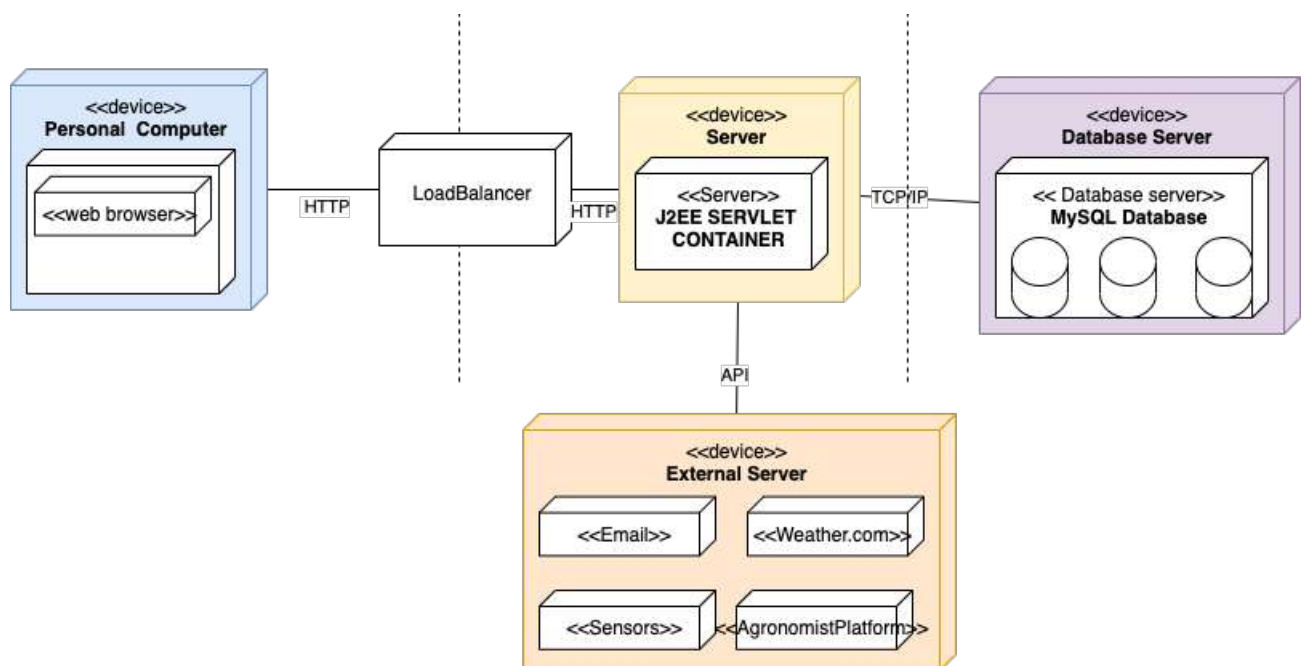 <<device>>
Personal Computer
<<web browser>>
HTTP
LoadBalancer
HTTP
<<device>>
Server
<<Server>>
J2EE SERVLET
CONTAINER
TCP/IP
<<device>>
Database Server
<< Database server>>
MySQL Database
API
<<device>>
External Server
<<Email>>
<<Weather.com>>
<<Sensors>>
<<AgronomistPlatform>>